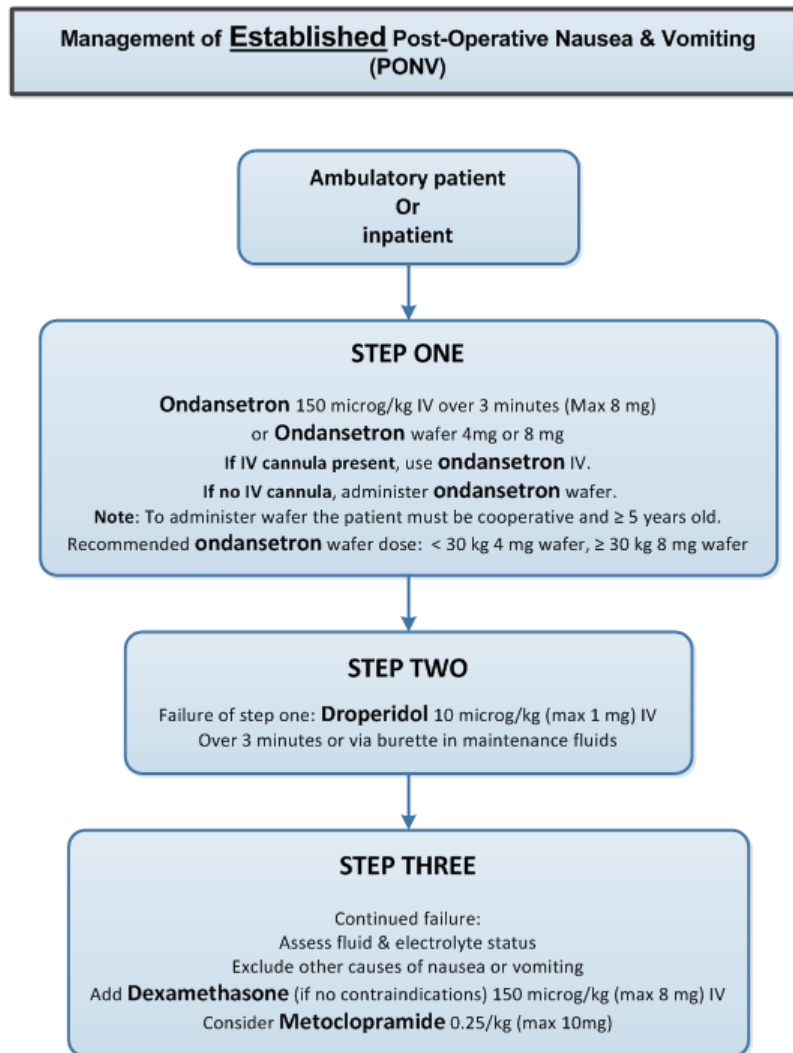 Management of Established Post-Operative Nausea & Vomiting
(PONV)
Ambulatory patient
Or
inpatient
STEP ONE
Ondansetron 150 microg/kg IV over 3 minutes (Max 8 mg)
or Ondansetron wafer 4mg or 8 mg
If IV cannula present, use ondansetron IV.
If no IV cannula, administer ondansetron wafer.
Note: To administer wafer the patient must be cooperative and ≥ 5 years old.
Recommended ondansetron wafer dose: < 30 kg 4 mg wafer, ≥ 30 kg 8 mg wafer
STEP TWO
Failure of step one: Droperidol 10 microg/kg (max 1 mg) IV
Over 3 minutes or via burette in maintenance fluids
STEP THREE
Continued failure:
Assess fluid & electrolyte status
Exclude other causes of nausea or vomiting
Add Dexamethasone (if no contraindications) 150 microg/kg (max 8 mg) IV
Consider Metoclopramide 0.25/kg (max 10mg)